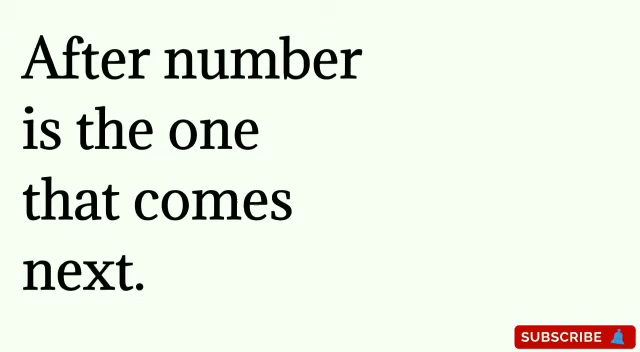 After number
is the one
that comes
next.
SUBSCRIBE